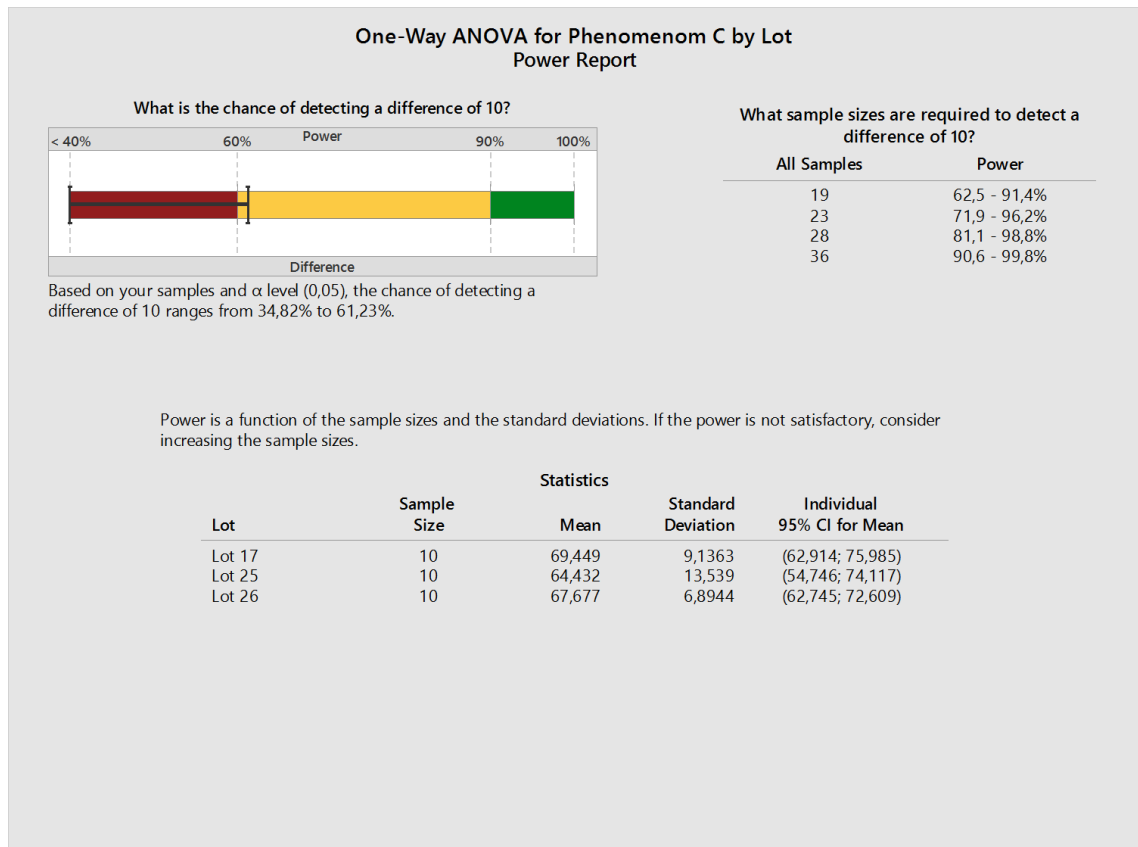 One-Way ANOVA for Phenomenom C by Lot
Power Report
What is the chance of detecting a difference of 10?
< 40% 60% Power 90% 100%
Difference
Based on your samples and α level (0,05), the chance of detecting a
difference of 10 ranges from 34,82% to 61,23%.
What sample sizes are required to detect a
difference of 10?
All Samples Power
19 62,5 - 91,4%
23 71,9 - 96,2%
28 81,1 - 98,8%
36 90,6 - 99,8%
Power is a function of the sample sizes and the standard deviations. If the power is not satisfactory, consider
increasing the sample sizes.
Statistics
Sample Standard Individual
Lot Size Mean Deviation 95% CI for Mean
Lot 17 10 69,449 9,1363 (62,914; 75,985)
Lot 25 10 64,432 13,539 (54,746; 74,117)
Lot 26 10 67,677 6,8944 (62,745; 72,609)